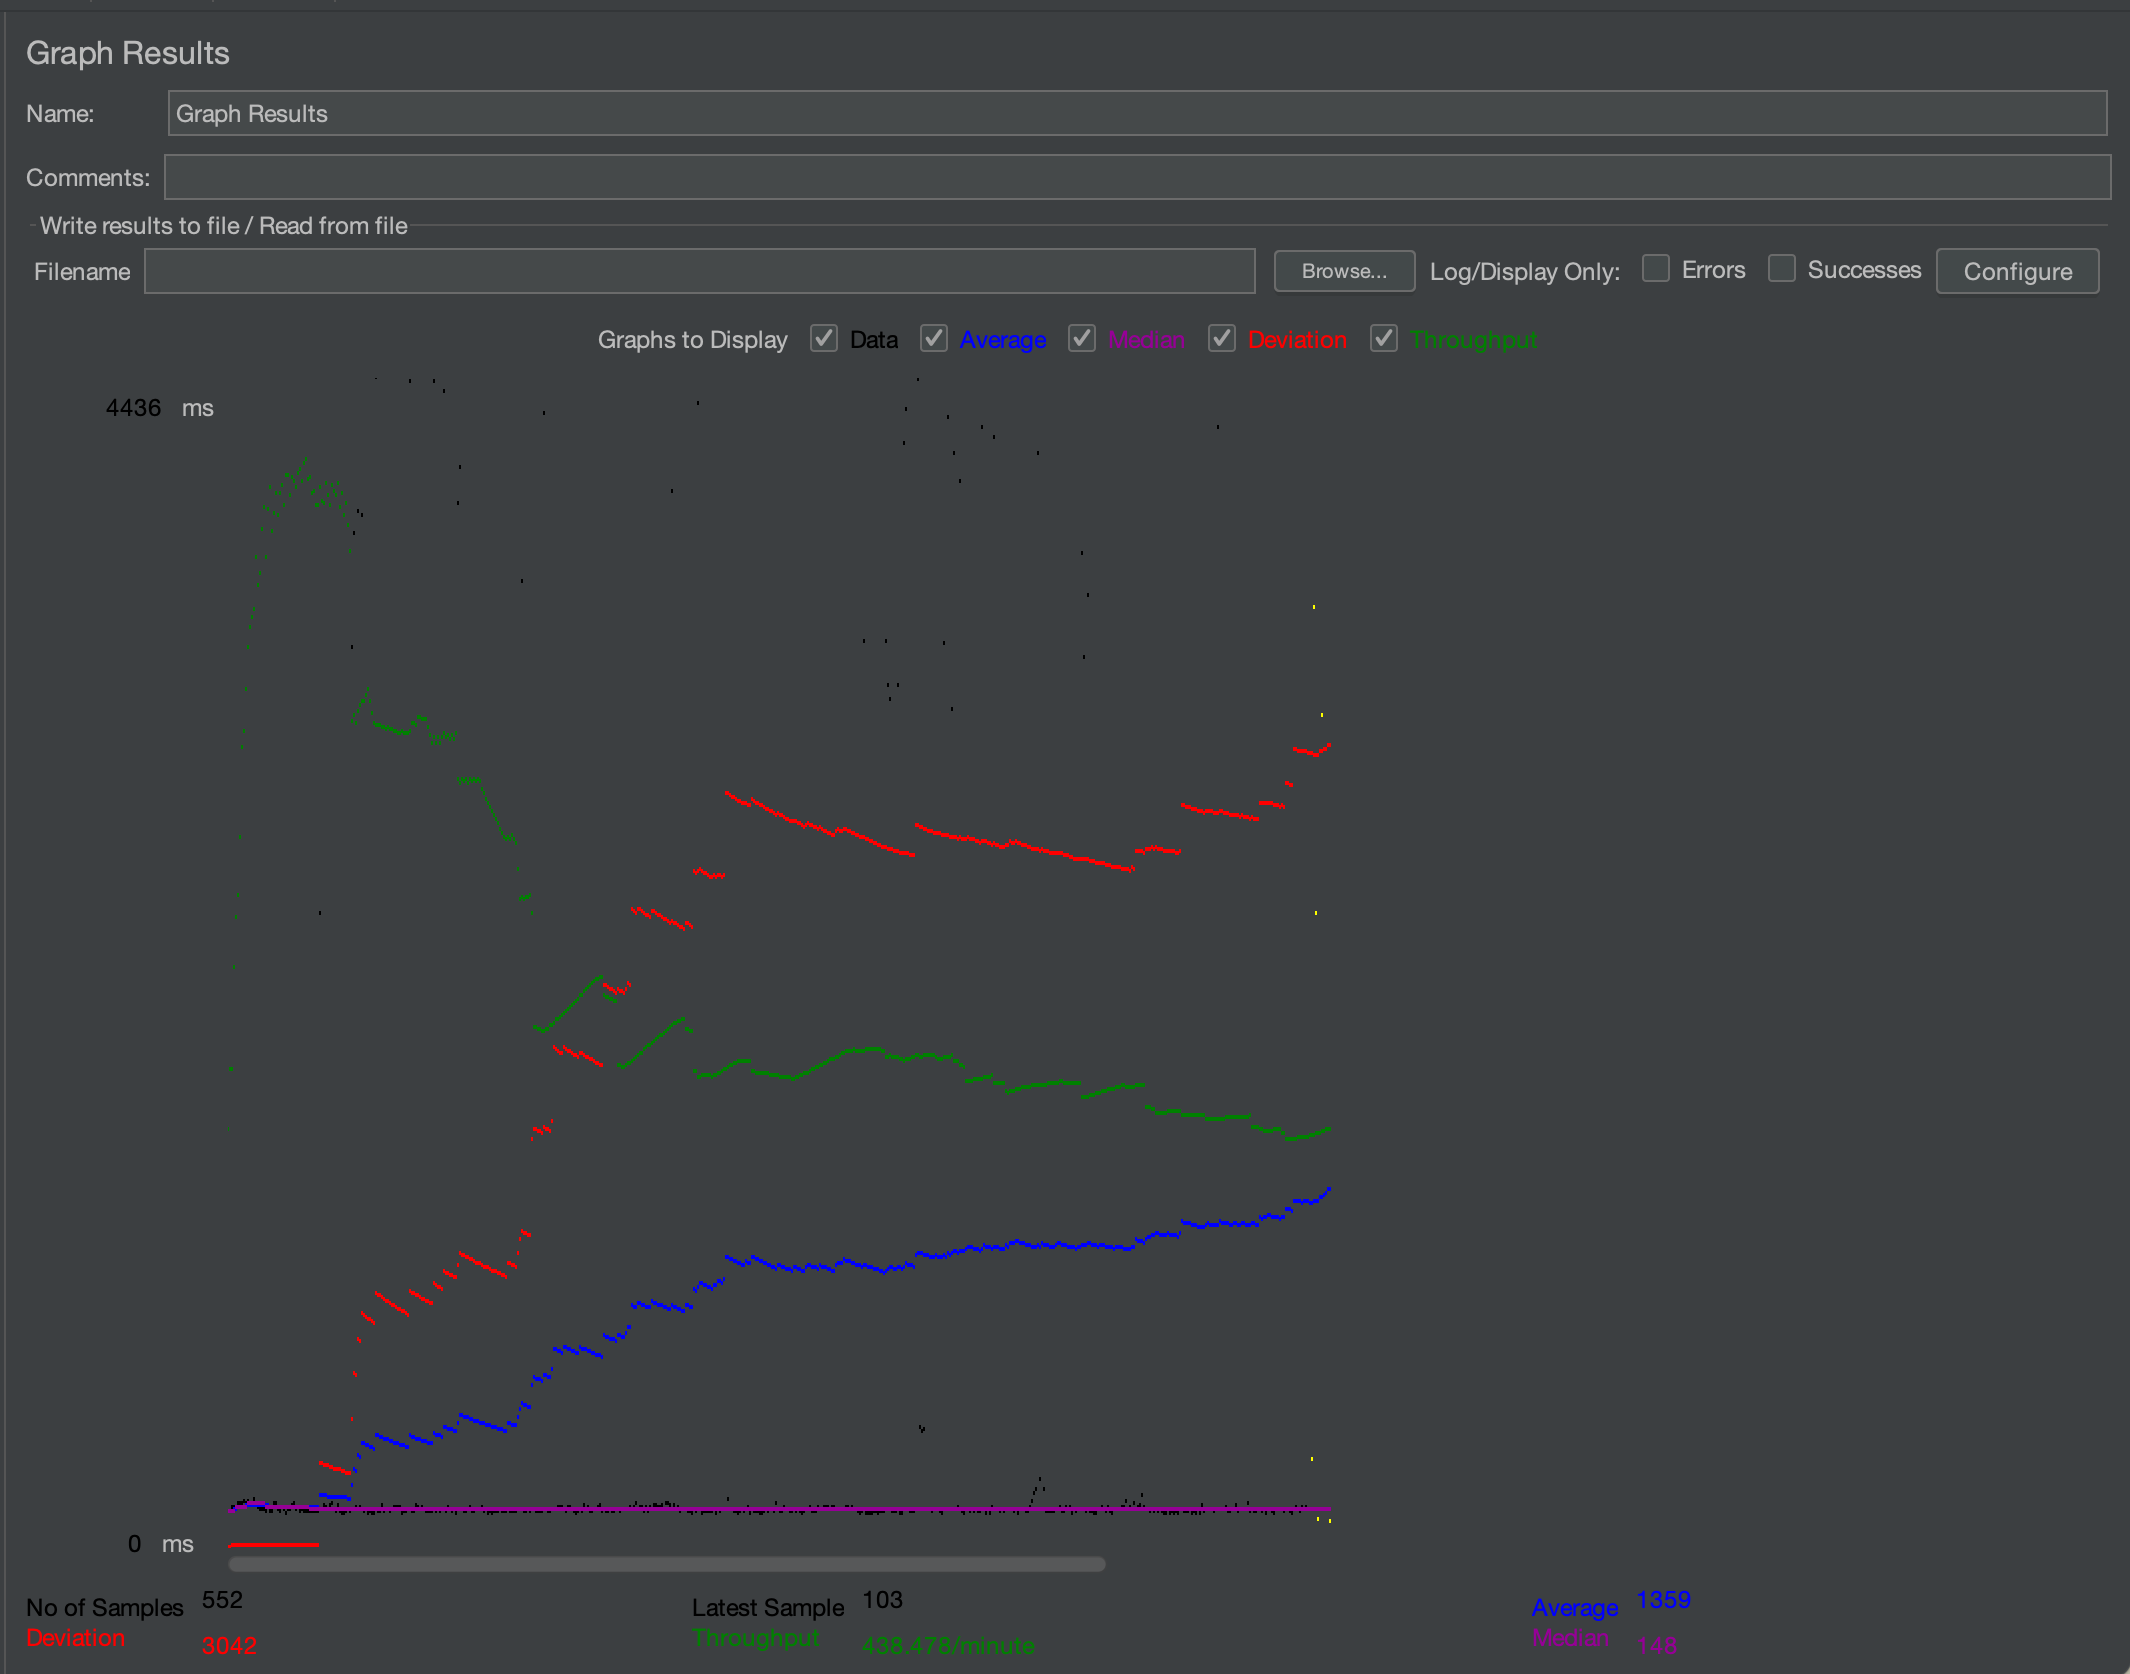 Graph Results
Name: Graph Results
Comments:
Write results to file / Read from file
Filename Browse... Log/Display Only: Errors Successes Configure
Graphs to Display Data Average Median Deviation Throughput
4436 ms
0 ms
No of Samples 552 Latest Sample 103 Average 1359
Deviation 3042 Throughput 438.478/minute Median 148